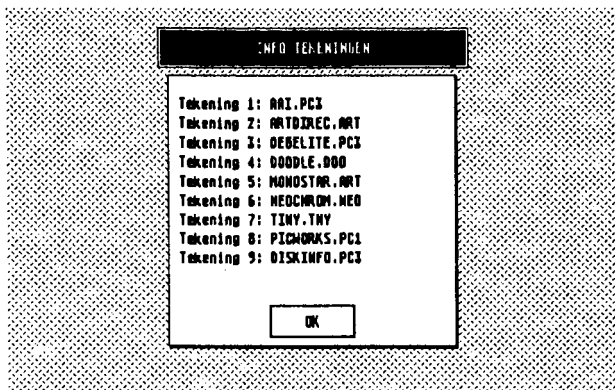 INFO TEKENINGEN
Tekening 1: AAI.PC3
Tekening 2: ARTDIREC.ART
Tekening 3: DEGELITE.PC3
Tekening 4: DOODLE.DOO
Tekening 5: MONOSTAR.ART
Tekening 6: NEOCHROM.NEO
Tekening 7: TINY.TNY
Tekening 8: PICWORKS.PC1
Tekening 9: DISKINFO.PC3
OK